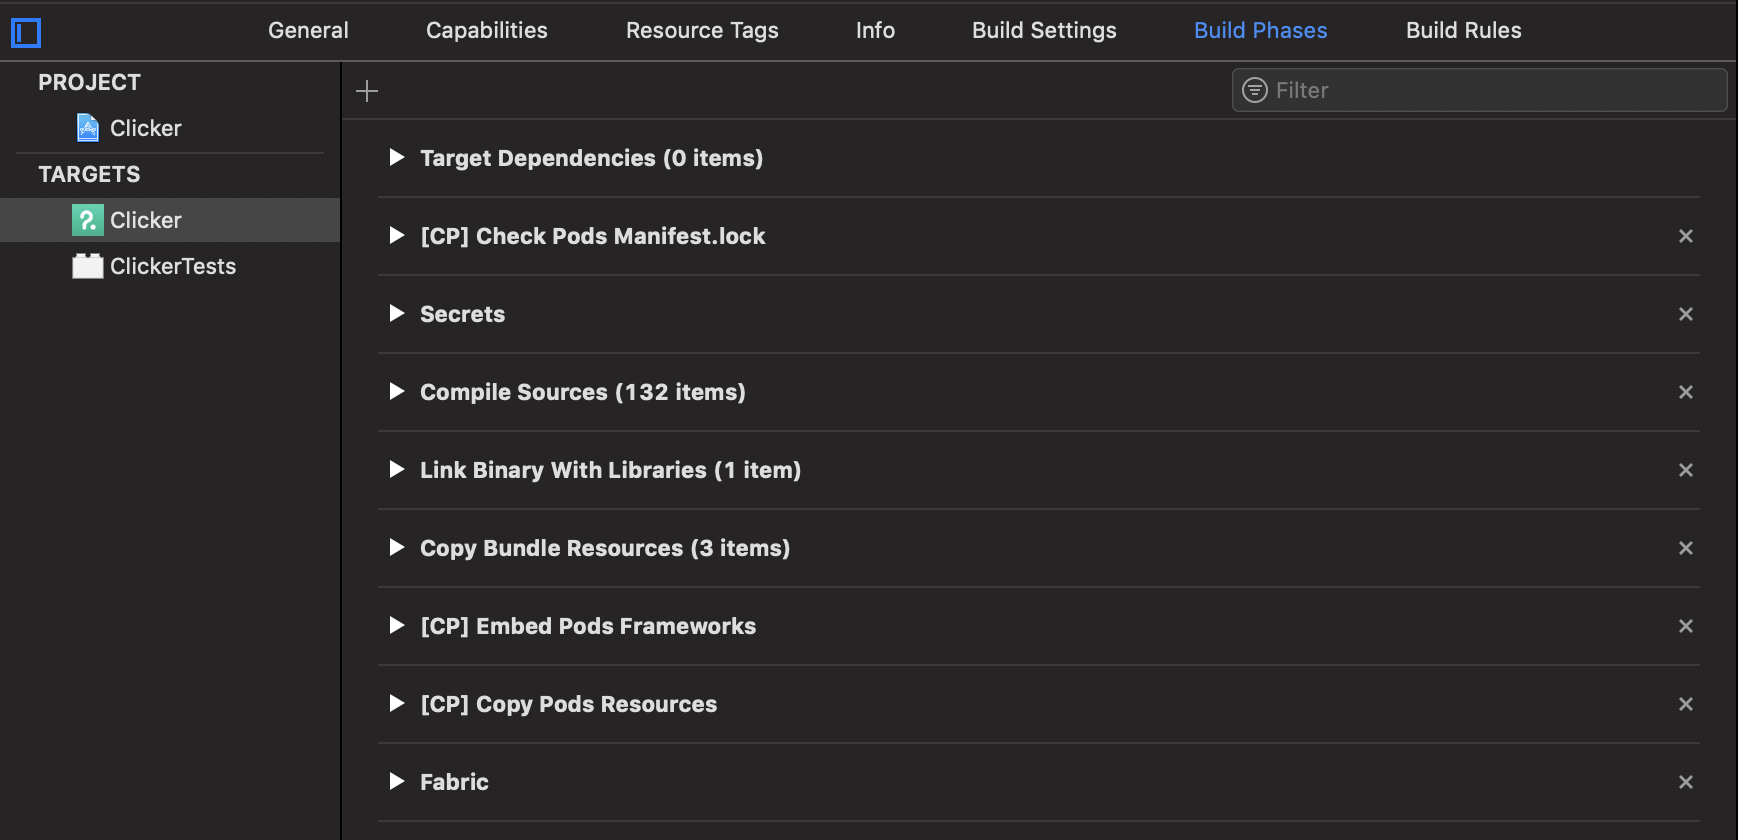 General Capabilities Resource Tags Info Build Settings Build Phases Build Rules
PROJECT
Clicker
TARGETS
Clicker
ClickerTests
Filter
Target Dependencies (0 items)
[CP] Check Pods Manifest.lock
Secrets
Compile Sources (132 items)
Link Binary With Libraries (1 item)
Copy Bundle Resources (3 items)
[CP] Embed Pods Frameworks
[CP] Copy Pods Resources
Fabric